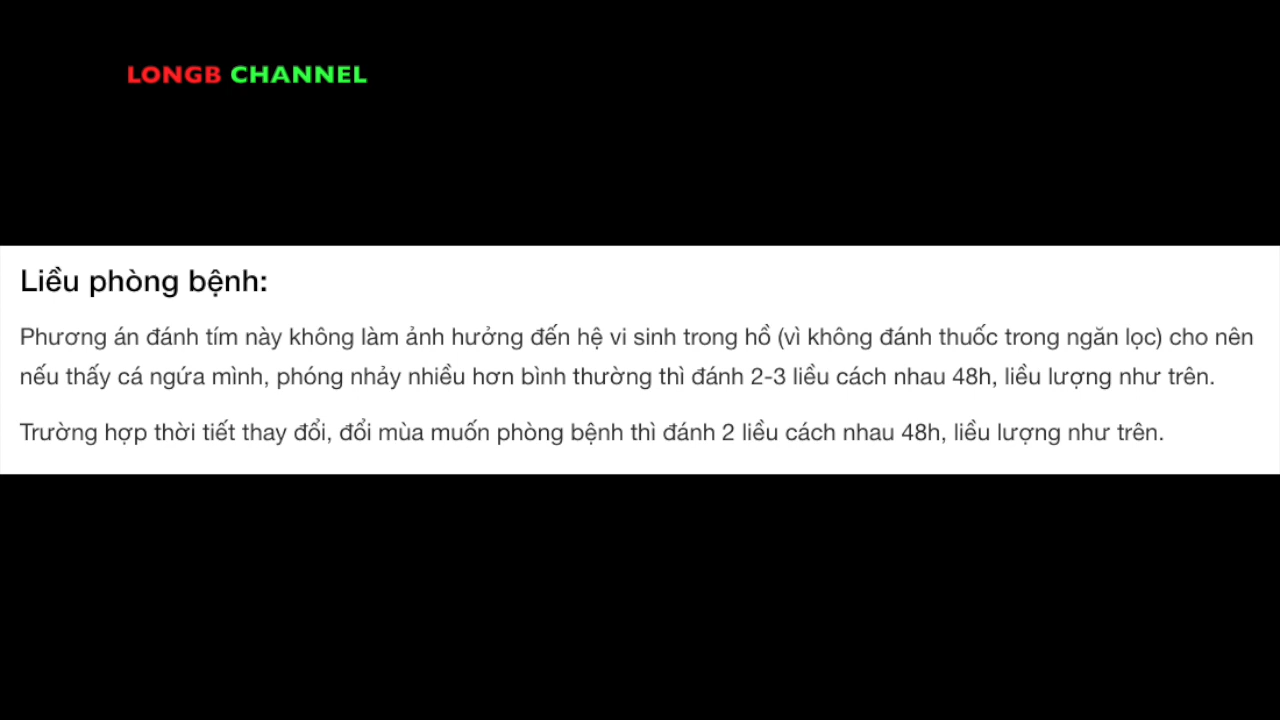 LONGB CHANNEL
Liều phòng bệnh:
Phương án đánh tím này không làm ảnh hưởng đến hệ vi sinh trong hồ (vì không đánh thuốc trong ngăn lọc) cho nên
nếu thấy cá ngứa mình, phóng nhảy nhiều hơn bình thường thì đánh 2-3 liều cách nhau 48h, liều lượng như trên.
Trường hợp thời tiết thay đổi, đổi mùa muốn phòng bệnh thì đánh 2 liều cách nhau 48h, liều lượng như trên.